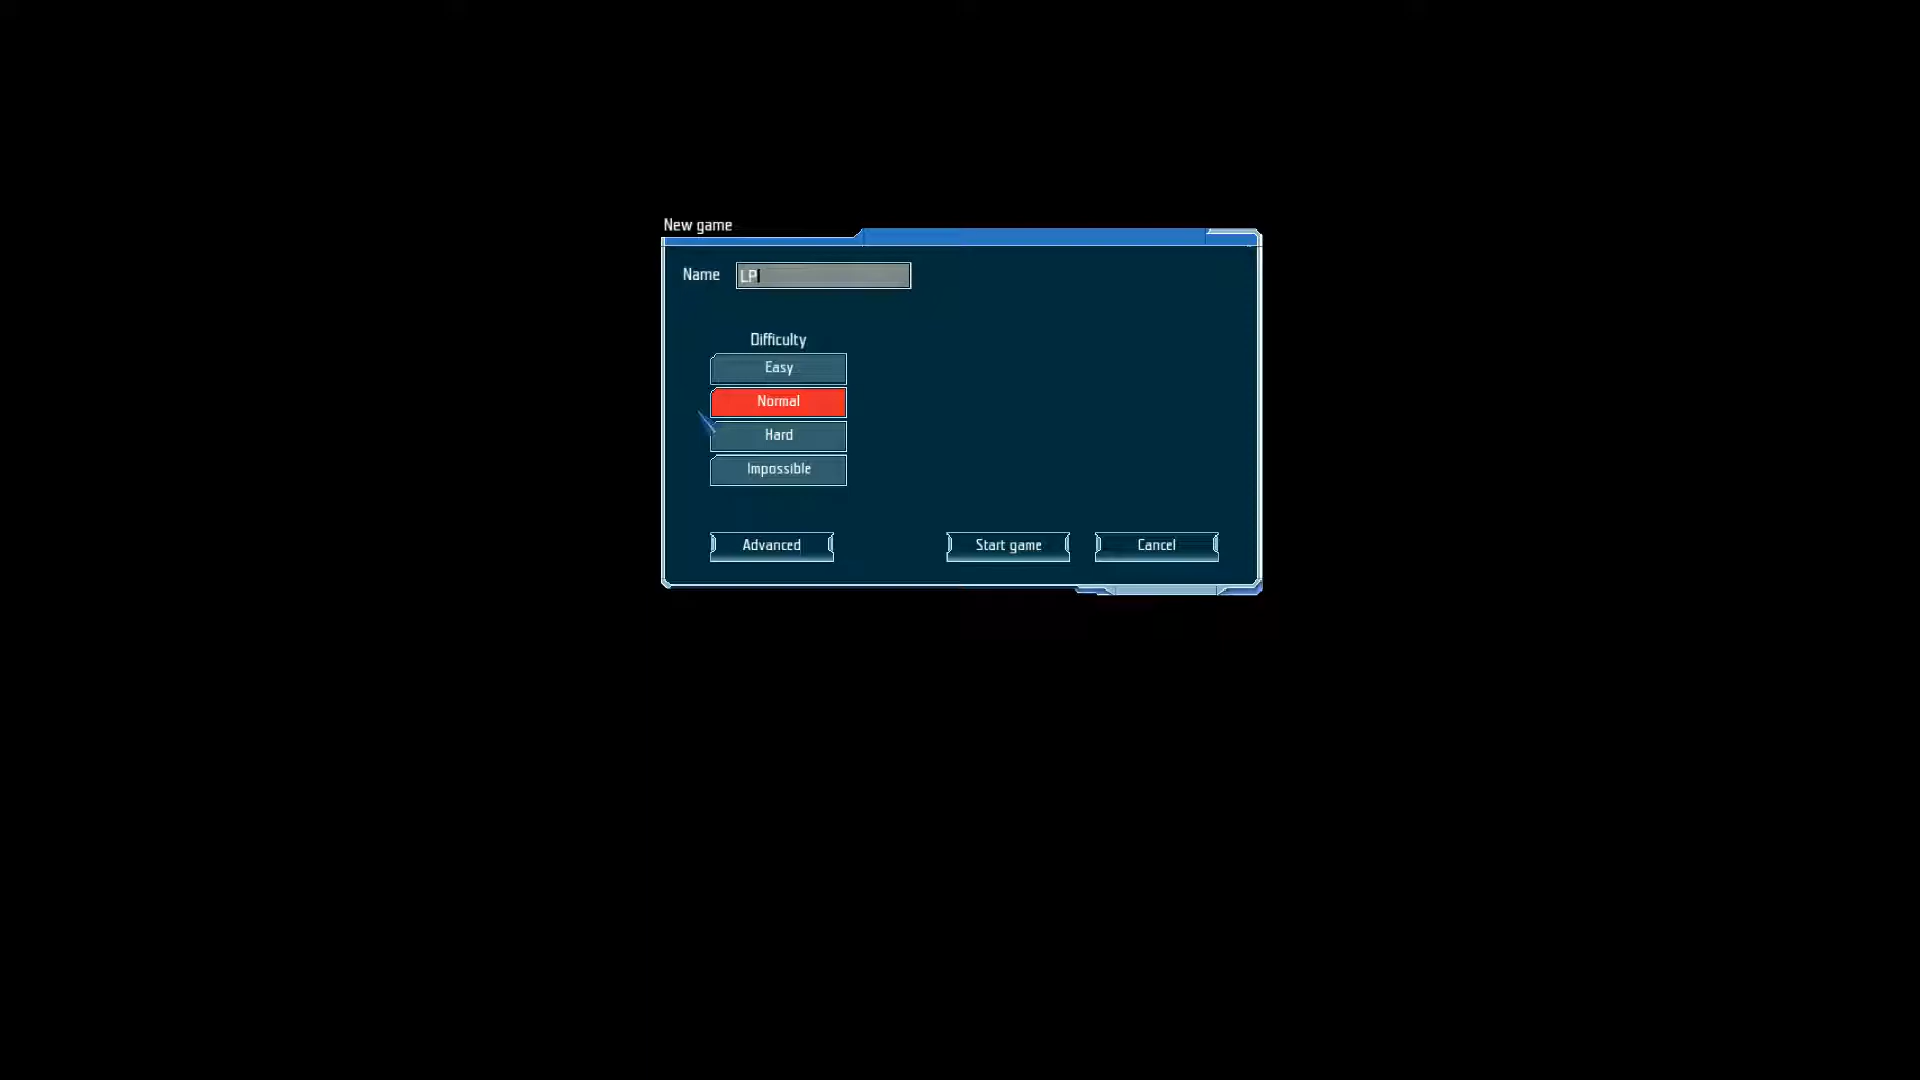 New game
Name LP
Difficulty
Easy
Normal
Hard
Impossible
Advanced Start game Cancel